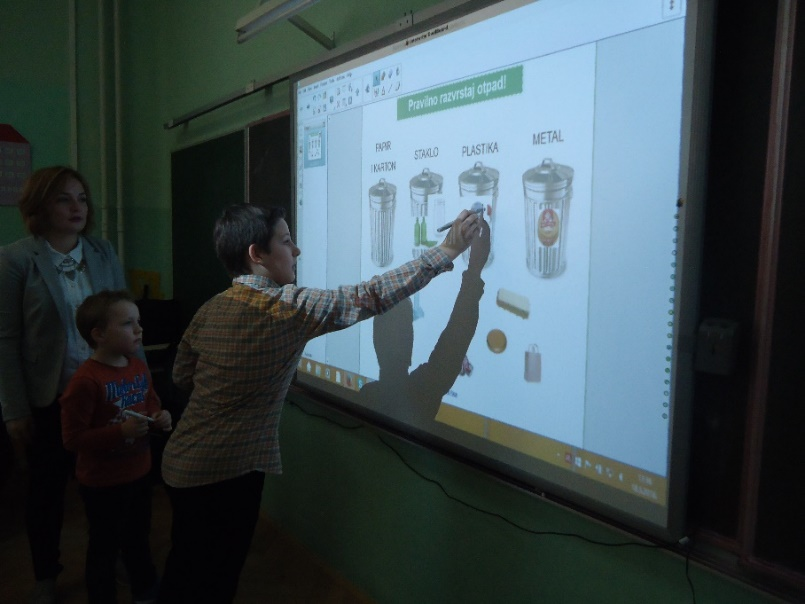 Pravilno razvrstaj otpad!
PAPIR
I KARTON
STAKLO
PLASTIKA
METAL